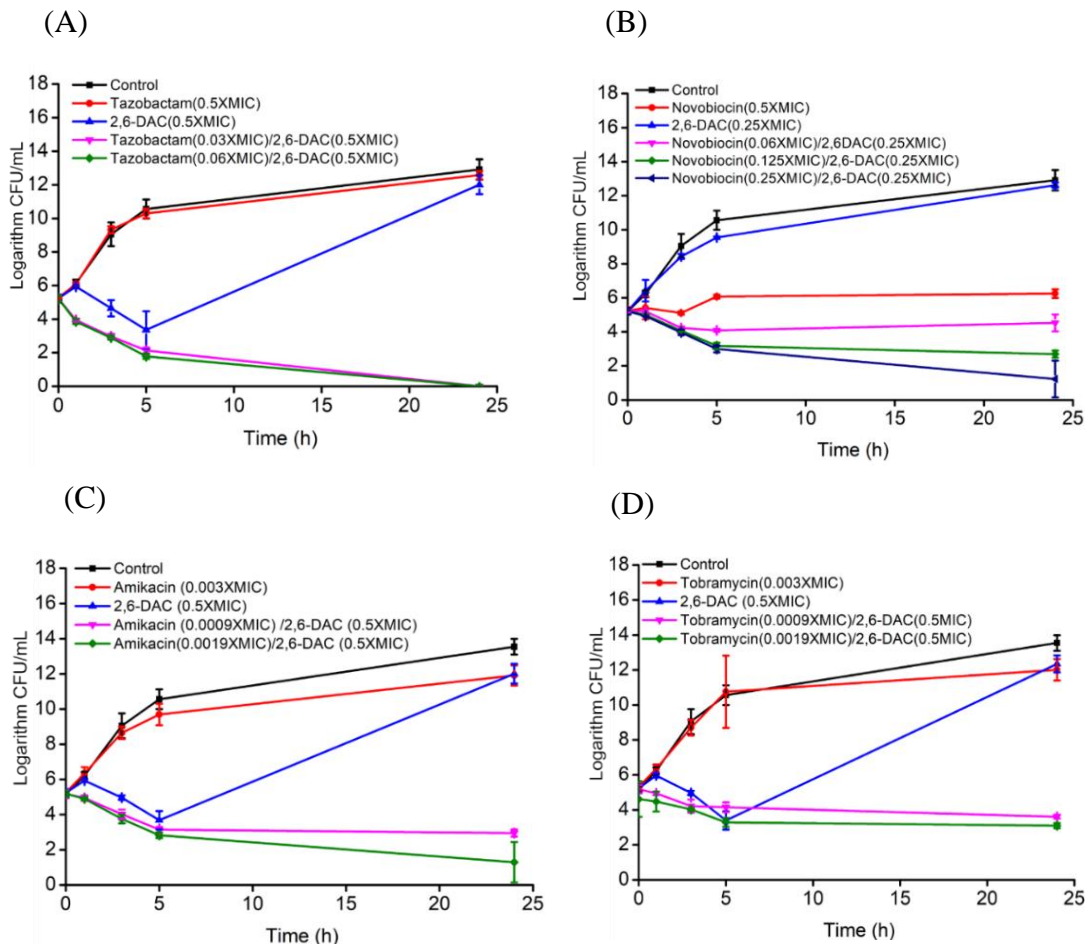 (A)
18
16
14
12
10
8
6
4
2
0
Logarithm CFU/mL
Control
Tazobactam(0.5XMIC)
2,6-DAC(0.5XMIC)
Tazobactam(0.03XMIC)/2,6-DAC(0.5XMIC)
Tazobactam(0.06XMIC)/2,6-DAC(0.5XMIC)
0 5 10 15 20 25
Time (h)
(B)
18
16
14
12
10
8
6
4
2
0
Logarithm CFU/mL
Control
Novobiocin(0.5XMIC)
2,6-DAC(0.25XMIC)
Novobiocin(0.06XMIC)/2,6DAC(0.25XMIC)
Novobiocin(0.125XMIC)/2,6-DAC(0.25XMIC)
Novobiocin(0.25XMIC)/2,6-DAC(0.25XMIC)
0 5 10 15 20 25
Time (h)
(C)
18
16
14
12
10
8
6
4
2
0
Logarithm CFU/mL
Control
Amikacin (0.003XMIC)
2,6-DAC (0.5XMIC)
Amikacin (0.0009XMIC) /2,6-DAC (0.5XMIC)
Amikacin(0.0019XMIC)/2,6-DAC (0.5XMIC)
0 5 10 15 20 25
Time (h)
(D)
18
16
14
12
10
8
6
4
2
0
Logarithm CFU/mL
Control
Tobramycin(0.003XMIC)
2,6-DAC (0.5XMIC)
Tobramycin(0.0009XMIC)/2,6-DAC(0.5MIC)
Tobramycin(0.0019XMIC)/2,6-DAC(0.5MIC)
0 5 10 15 20 25
Time (h)